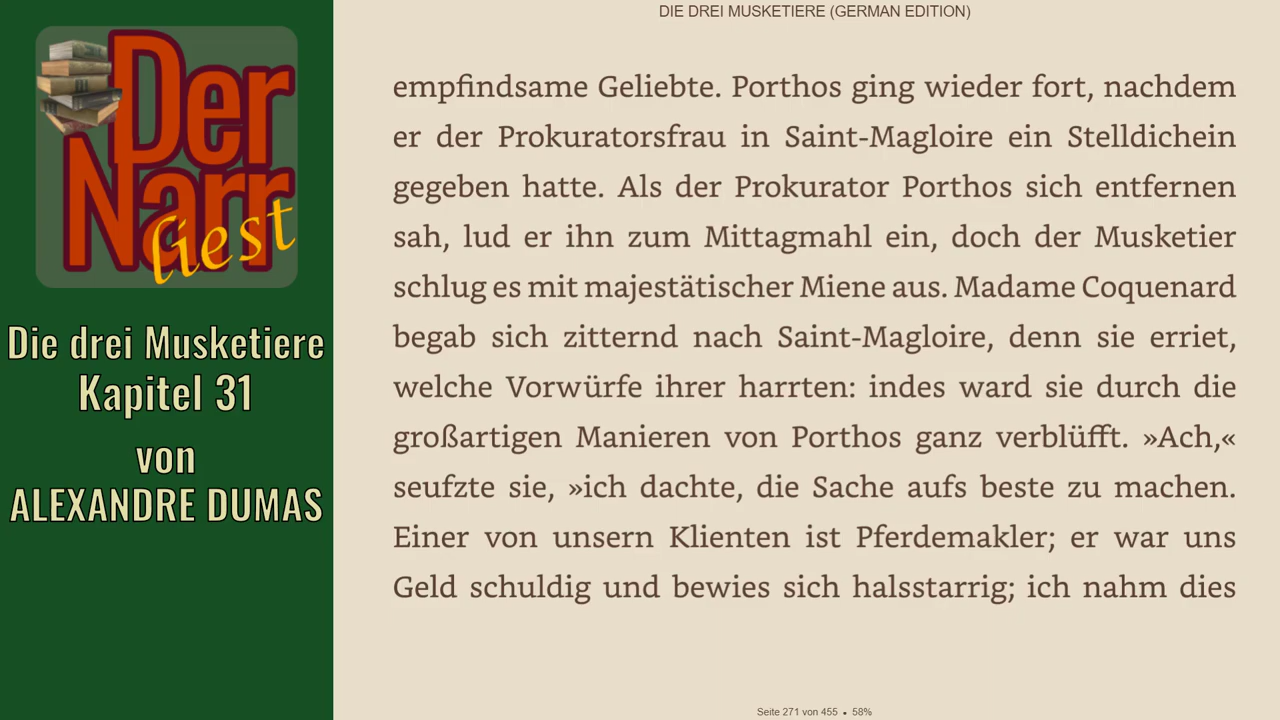 Der
Narr
liest
Die drei Musketiere
Kapitel 31
von
ALEXANDRE DUMAS
DIE DREI MUSKETIERE (GERMAN EDITION)
empfindsame Geliebte. Porthos ging wieder fort, nachdem
er der Prokuratorsfrau in Saint-Magloire ein Stelldichein
gegeben hatte. Als der Prokurator Porthos sich entfernen
sah, lud er ihn zum Mittagmahl ein, doch der Musketier
schlug es mit majestätischer Miene aus. Madame Coquenard
begab sich zitternd nach Saint-Magloire, denn sie erriet,
welche Vorwürfe ihrer harrten: indes ward sie durch die
großartigen Manieren von Porthos ganz verblüfft. »Ach,«
seufzte sie, »ich dachte, die Sache aufs beste zu machen.
Einer von unsern Klienten ist Pferdemakler; er war uns
Geld schuldig und bewies sich halsstarrig; ich nahm dies
Seite 271 von 455 • 58%